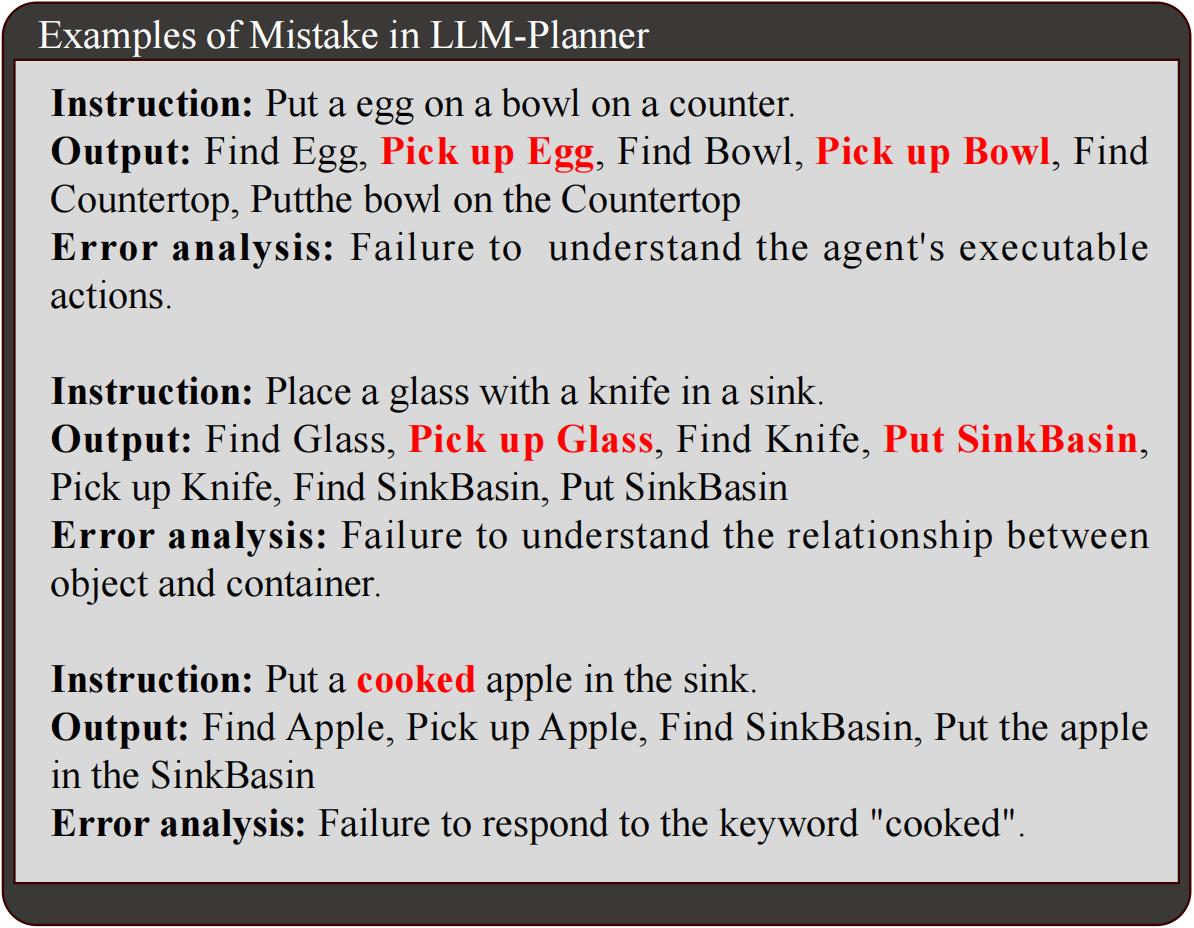 Examples of Mistake in LLM-Planner
Instruction: Put a egg on a bowl on a counter.
Output: Find Egg, Pick up Egg, Find Bowl, Pick up Bowl, Find
Countertop, Putthe bowl on the Countertop
Error analysis: Failure to understand the agent's executable
actions.
Instruction: Place a glass with a knife in a sink.
Output: Find Glass, Pick up Glass, Find Knife, Put SinkBasin,
Pick up Knife, Find SinkBasin, Put SinkBasin
Error analysis: Failure to understand the relationship between
object and container.
Instruction: Put a cooked apple in the sink.
Output: Find Apple, Pick up Apple, Find SinkBasin, Put the apple
in the SinkBasin
Error analysis: Failure to respond to the keyword "cooked".